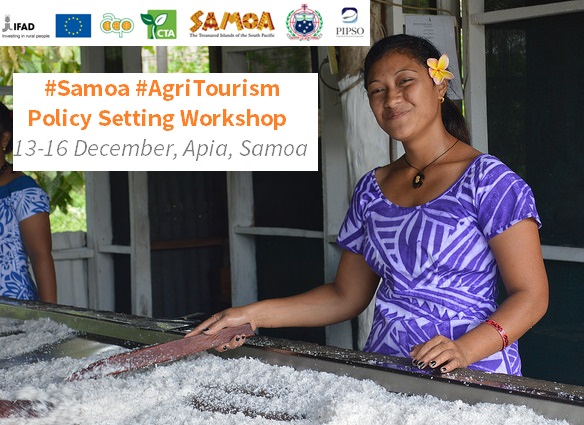 IFAD
Investing in rural people
CTA
SAMOA
The Treasured Islands of the South Pacific
PIPSO
#Samoa #AgriTourism
Policy Setting Workshop
13-16 December, Apia, Samoa